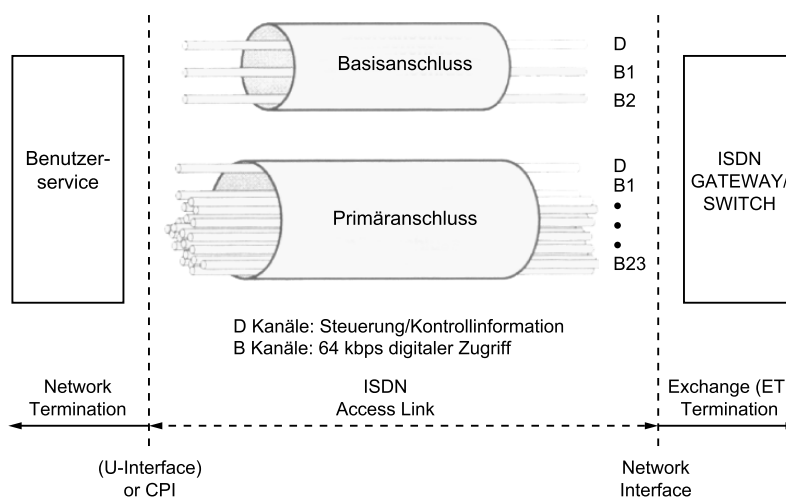 Basisanschluss
D
B1
B2
Benutzer-
service
ISDN
GATEWAY/
SWITCH
Primäranschluss
D
B1
B23
D Kanäle: Steuerung/Kontrollinformation
B Kanäle: 64 kbps digitaler Zugriff
Network
Termination
ISDN
Access Link
Exchange (ET
Termination
(U-Interface)
or CPI
Network
Interface